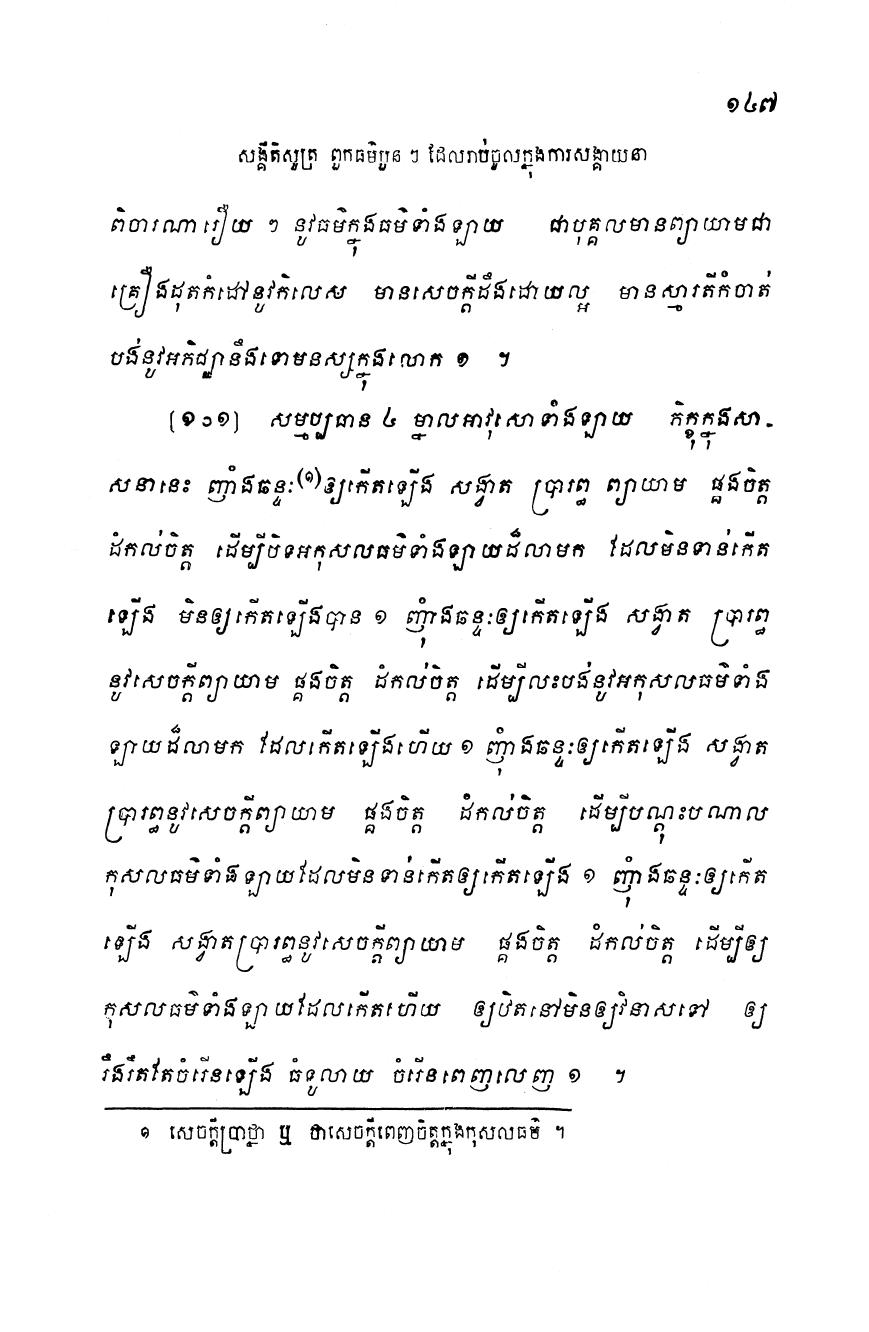 ១៤៧
សង្គីតិសូត្រ ពួកធម៌បួន ៗ ដែលរាប់ចូលក្នុងការសង្គាយនា
ពិចារណារឿយ ៗ នូវធម៌ក្នុងធម៌ទាំងឡាយ ជាបុគ្គលមានព្យាយាមជា
គ្រឿងដុតកំដៅនូវកិលេស មានសេចក្តីដឹងដោយល្អ មានស្មារតីកំចាត់
បង់នូវអភិជ្ឈានឹងទោមនស្សក្នុងលោក ១ ។
(១១១) សម្មប្បធាន ៤ ម្នាលអាវុសោទាំងឡាយ ភិក្ខុក្នុងសា-
សនានេះ ញុំាងឆន្ទៈ(១)ឲ្យកើតឡើង សង្វាត ប្រារព្ធ ព្យាយាម ផ្គងចិត្ត
ដំកល់ចិត្ត ដើម្បីបិទអកុសលធម៌ទាំងឡាយដ៏លាមក ដែលមិនទាន់កើត
ឡើង មិនឲ្យកើតឡើងបាន ១ ញុំាងឆន្ទៈឲ្យកើតឡើង សង្វាត ប្រារព្ធ
នូវសេចក្តីព្យាយាម ផ្គងចិត្ត ដំកល់ចិត្ត ដើម្បីលះបង់នូវអកុសលធម៌ទាំង
ឡាយដ៏លាមក ដែលកើតឡើងហើយ ១ ញុំាងឆន្ទៈឲ្យកើតឡើង សង្វាត
ប្រារព្ធនូវសេចក្តីព្យាយាម ផ្គងចិត្ត ដំកល់ចិត្ត ដើម្បីបណ្តុះបណាល
កុសលធម៌ទាំងឡាយដែលមិនទាន់កើតឲ្យកើតឡើង ១ ញុំាងឆន្ទៈឲ្យកើត
ឡើង សង្វាតប្រារព្ធនូវសេចក្តីព្យាយាម ផ្គងចិត្ត ដំកល់ចិត្ត ដើម្បីឲ្យ
កុសលធម៌ទាំងឡាយដែលកើតហើយ ឲ្យឋិតនៅមិនឲ្យវិនាសទៅ ឲ្យ
រឹងរឹតតែចំរើនឡើង ធំទូលាយ ចំរើនពេញលេញ ១ ។
១ សេចក្តីប្រាថ្នា ឬ ថាសេចក្តីពេញចិត្តក្នុងកុសលធម៌ ។